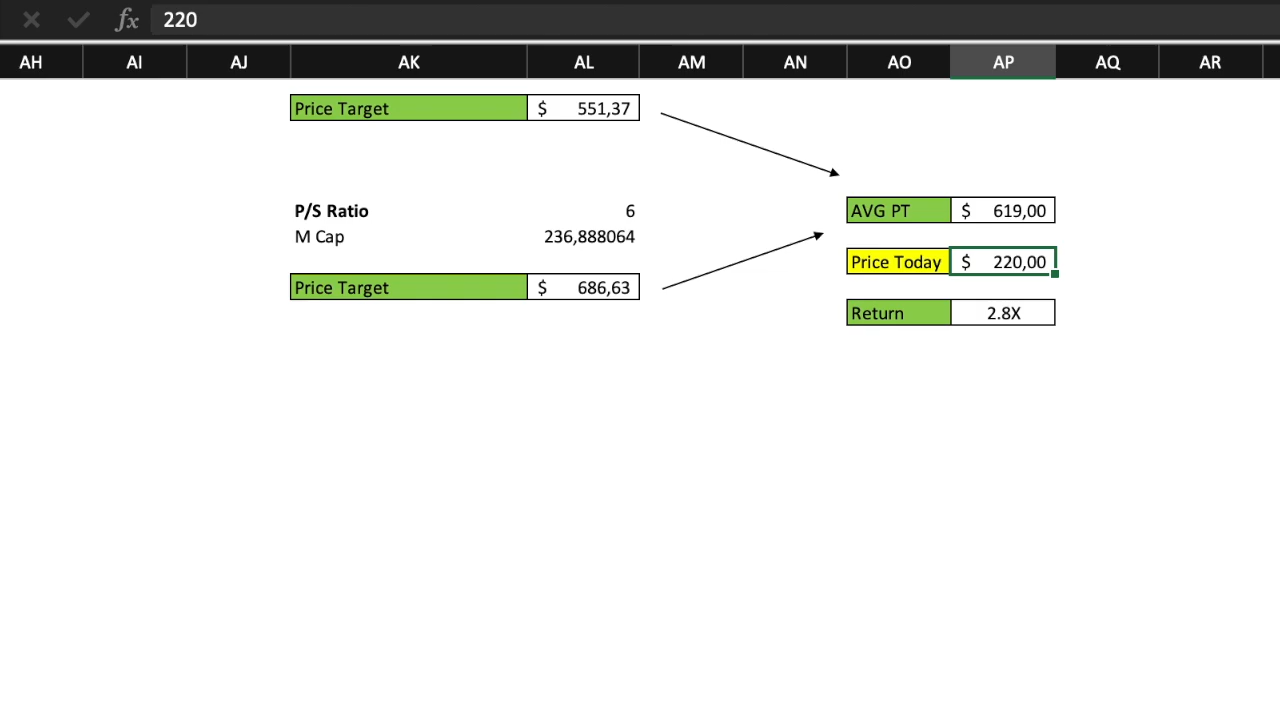 fx 220
AH AI AJ AK AL AM AN AO AP AQ AR
Price Target $ 551,37
P/S Ratio 6
M Cap 236,888064
Price Target $ 686,63
AVG PT $ 619,00
Price Today $ 220,00
Return 2.8X